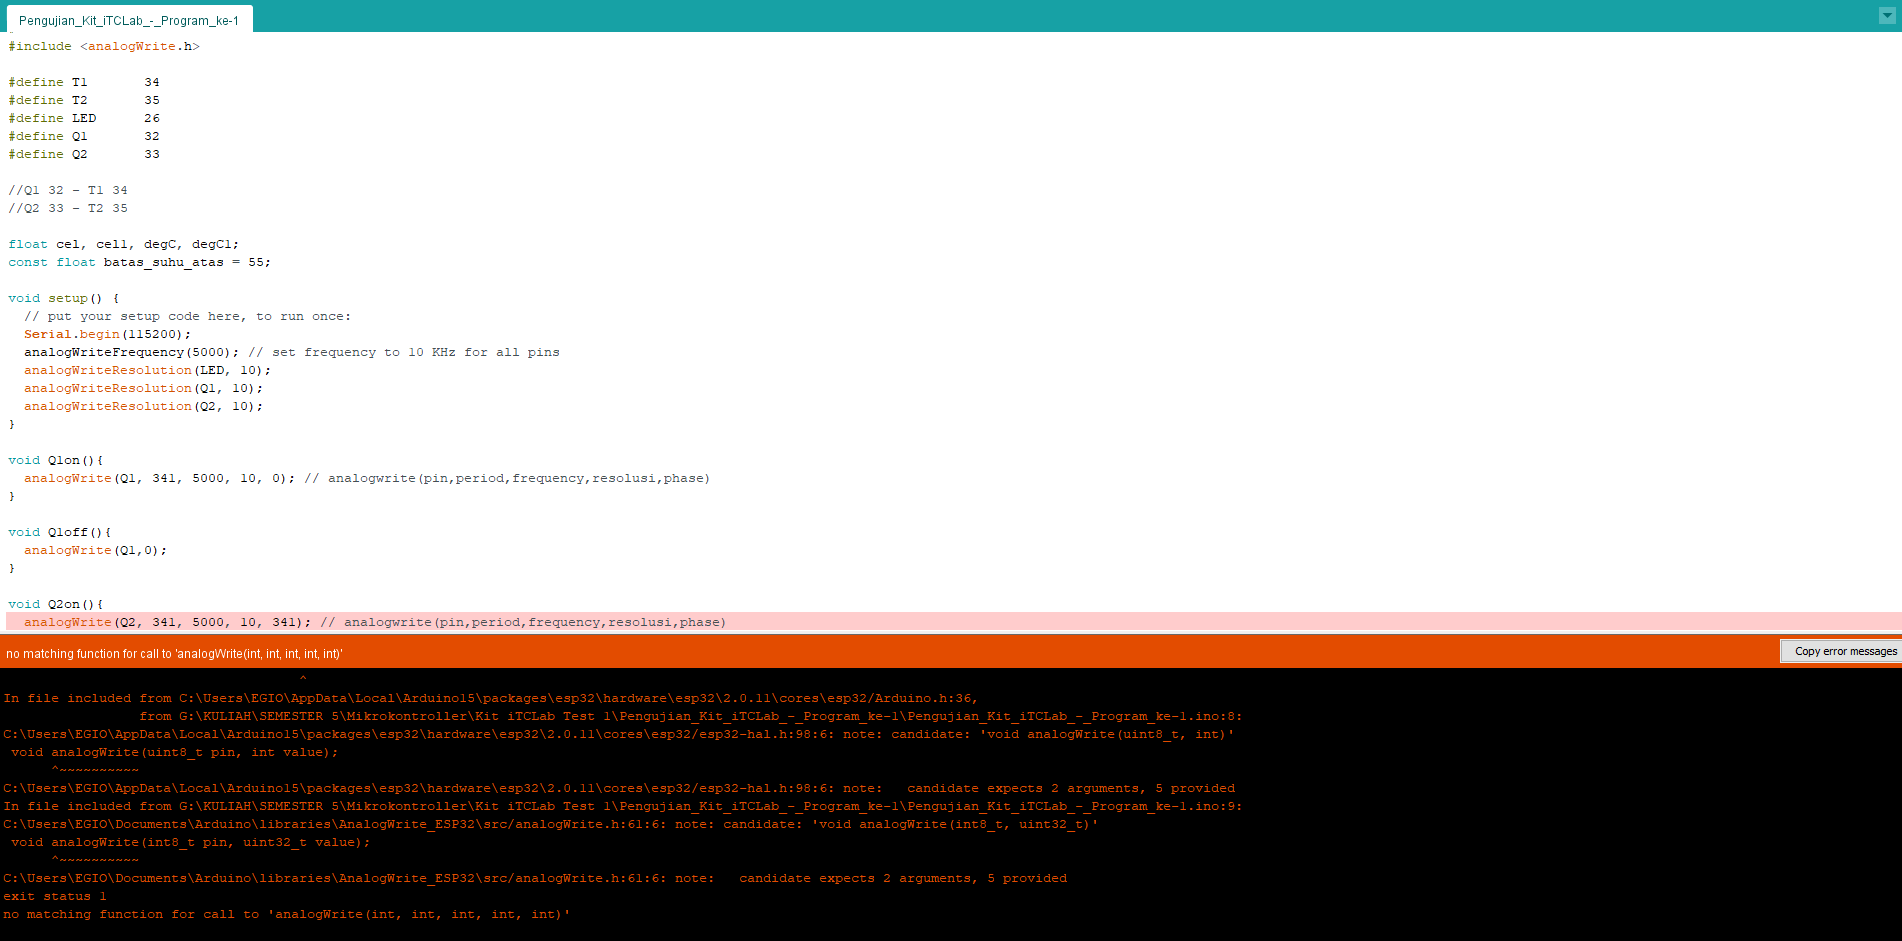 Pengujian_Kit_iTCLab_-_Program_ke-1
#include <analogWrite.h>
#define T1 34
#define T2 35
#define LED 26
#define Q1 32
#define Q2 33
//Q1 32 - T1 34
//Q2 33 - T2 35
float cel, cel1, degC, degC1;
const float batas_suhu_atas = 55;
void setup() {
// put your setup code here, to run once:
Serial.begin(115200);
analogWriteFrequency(5000); // set frequency to 10 KHz for all pins
analogWriteResolution(LED, 10);
analogWriteResolution(Q1, 10);
analogWriteResolution(Q2, 10);
}
void Q1on(){
analogWrite(Q1, 341, 5000, 10, 0); // analogwrite(pin,period,frequency,resolusi,phase)
}
void Q1off(){
analogWrite(Q1,0);
}
void Q2on(){
analogWrite(Q2, 341, 5000, 10, 341); // analogwrite(pin,period,frequency,resolusi,phase)
no matching function for call to 'analogWrite(int, int, int, int, int)'
Copy error messages
^
In file included from C:\Users\EGIO\AppData\Local\Arduino15\packages\esp32\hardware\esp32\2.0.11\cores\esp32/Arduino.h:36,
from G:\KULIAH\SEMESTER 5\Mikrokontroller\Kit iTCLab Test 1\Pengujian_Kit_iTCLab_-_Program_ke-1\Pengujian_Kit_iTCLab_-_Program_ke-1.ino:8:
C:\Users\EGIO\AppData\Local\Arduino15\packages\esp32\hardware\esp32\2.0.11\cores\esp32/esp32-hal.h:98:6: note: candidate: 'void analogWrite(uint8_t, int)'
void analogWrite(uint8_t pin, int value);
^~~~~~~~~~~
C:\Users\EGIO\AppData\Local\Arduino15\packages\esp32\hardware\esp32\2.0.11\cores\esp32/esp32-hal.h:98:6: note:   candidate expects 2 arguments, 5 provided
In file included from G:\KULIAH\SEMESTER 5\Mikrokontroller\Kit iTCLab Test 1\Pengujian_Kit_iTCLab_-_Program_ke-1\Pengujian_Kit_iTCLab_-_Program_ke-1.ino:9:
C:\Users\EGIO\Documents\Arduino\libraries\AnalogWrite_ESP32\src/analogWrite.h:61:6: note: candidate: 'void analogWrite(int8_t, uint32_t)'
void analogWrite(int8_t pin, uint32_t value);
^~~~~~~~~~~
C:\Users\EGIO\Documents\Arduino\libraries\AnalogWrite_ESP32\src/analogWrite.h:61:6: note:   candidate expects 2 arguments, 5 provided
exit status 1
no matching function for call to 'analogWrite(int, int, int, int, int)'